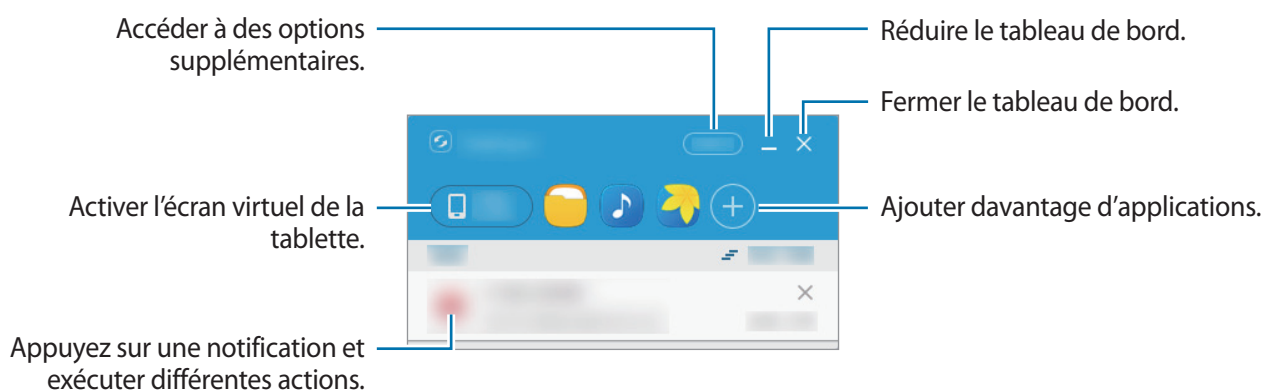 Accéder à des options
supplémentaires.
Réduire le tableau de bord.
Fermer le tableau de bord.
Activer l’écran virtuel de la
tablette.
Ajouter davantage d’applications.
Appuyez sur une notification et
exécuter différentes actions.